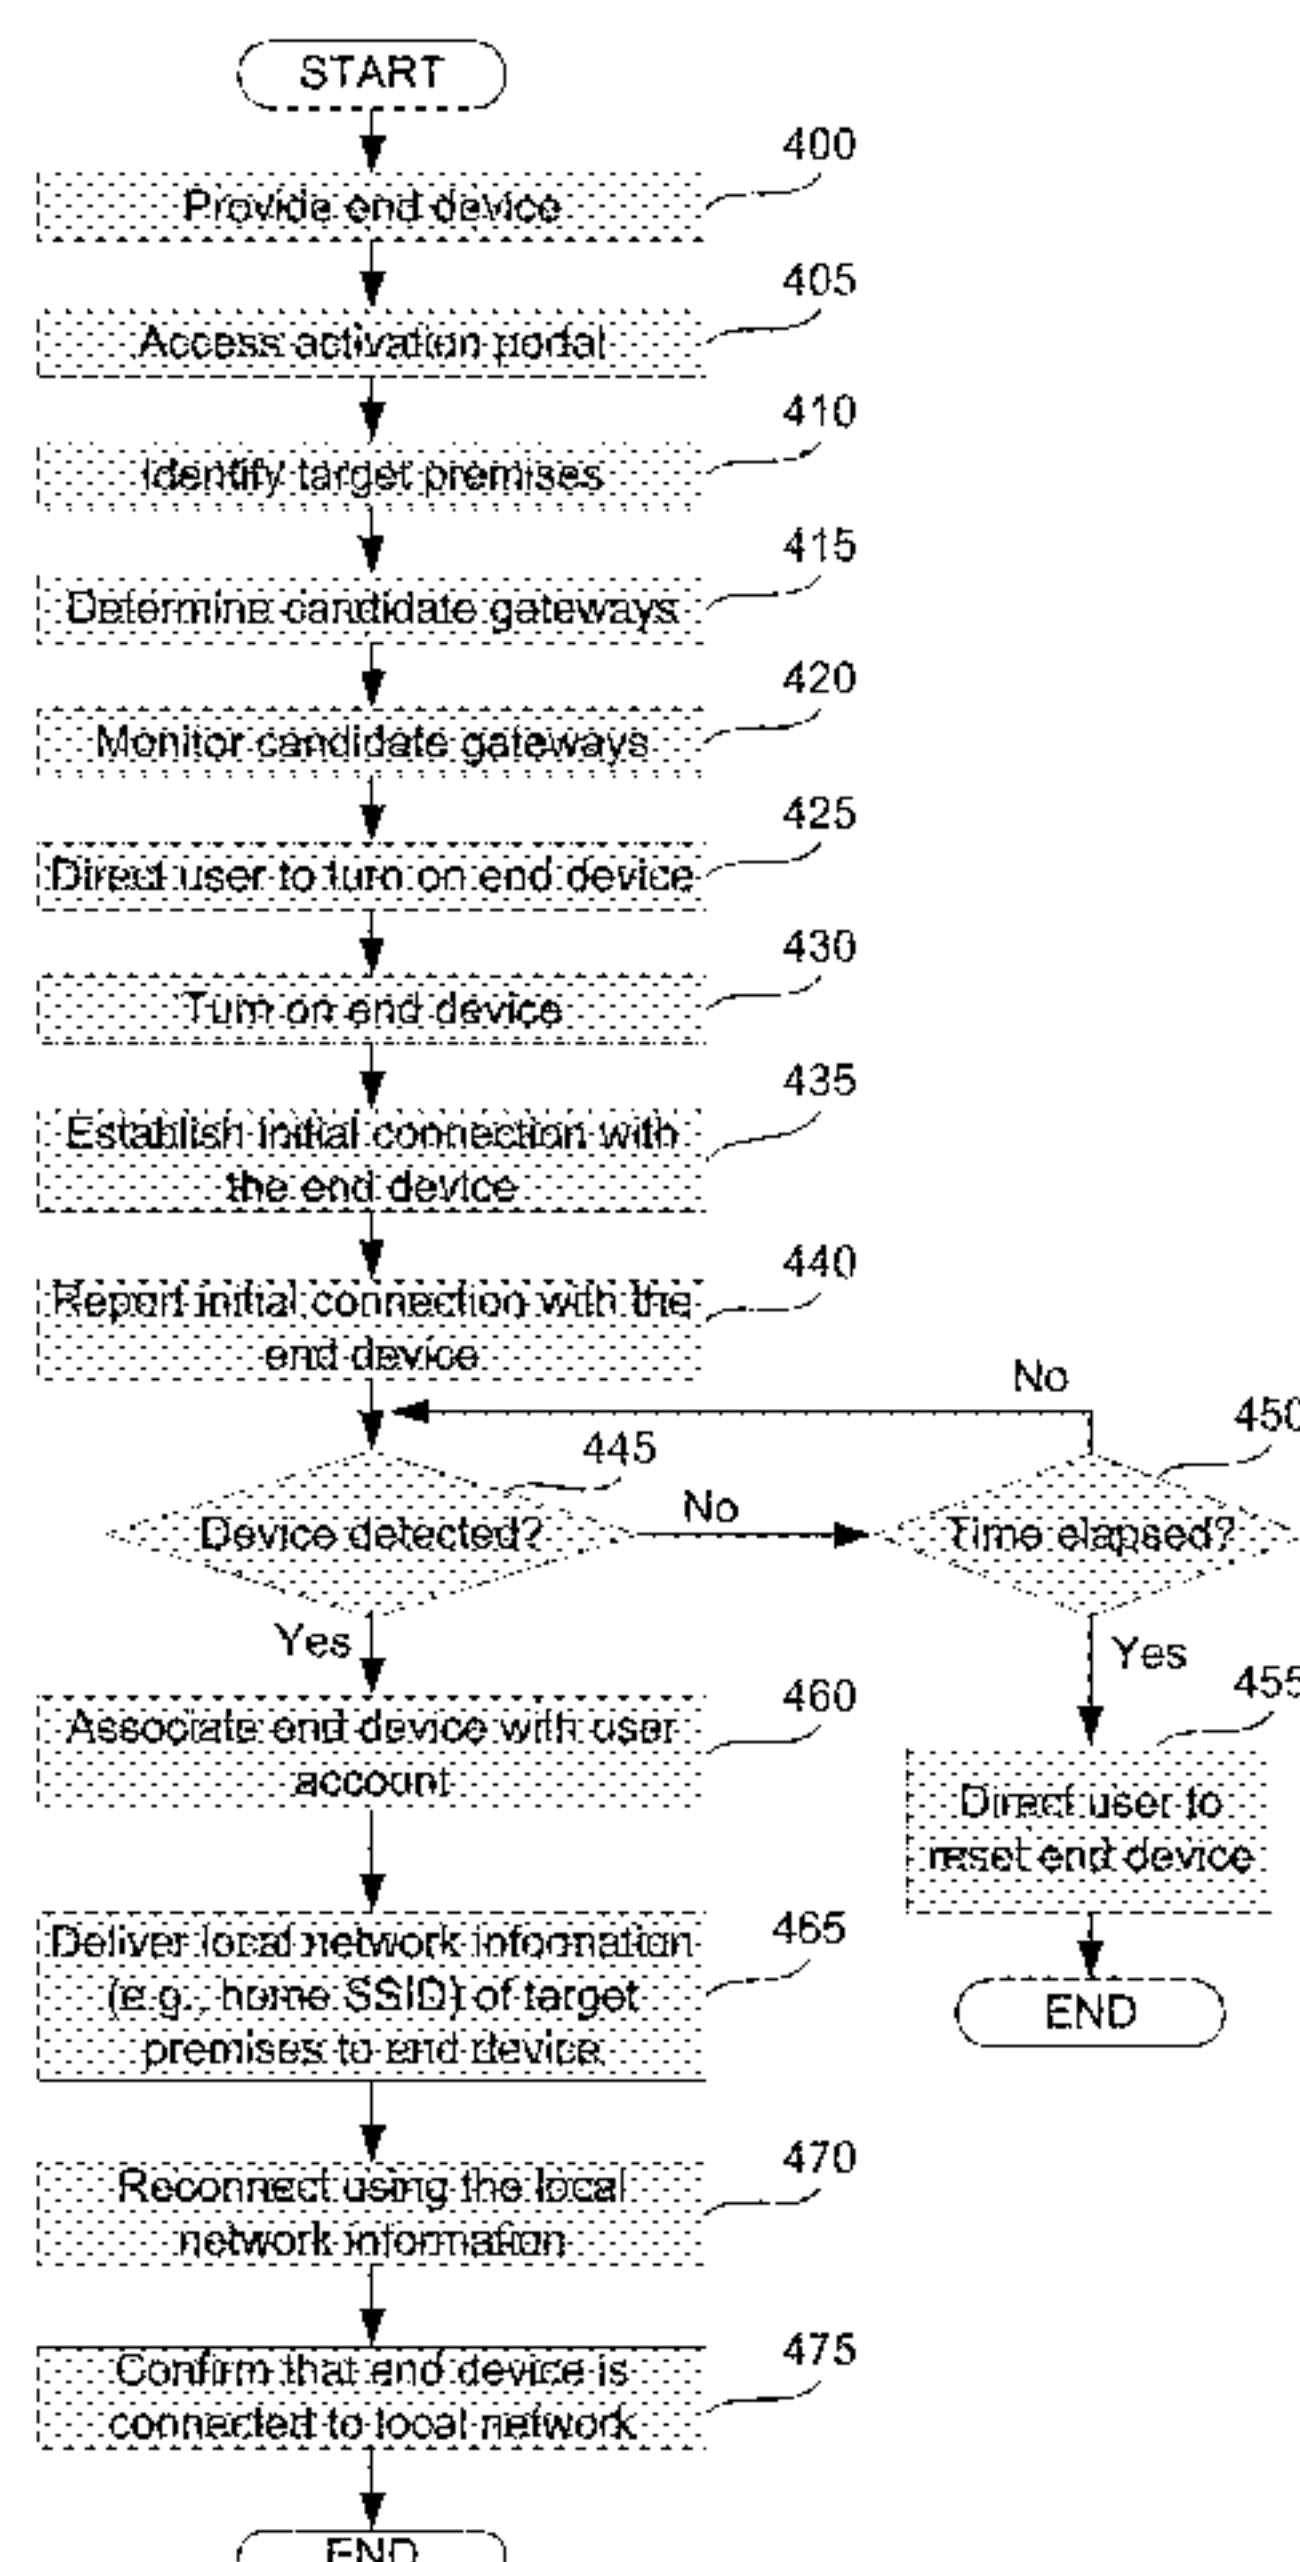 START
400
Provide end device
405
Access activation portal
410
Identify target premises
415
Determine candidate gateways
420
Monitor candidate gateways
425
Direct user to turn on end device
430
Turn on end device
435
Establish initial connection with
the end device
440
Report initial connection with the
end device
No
450
445
Device detected?
No
Time elapsed?
Yes
Yes
455
460
Associate end device with user
account
Direct user to
reset end device
465
Deliver local network information
(e.g., home SSID) of target
premises to end device
END
470
Reconnect using the local
network information
475
Confirm that end device is
connected to local network
END